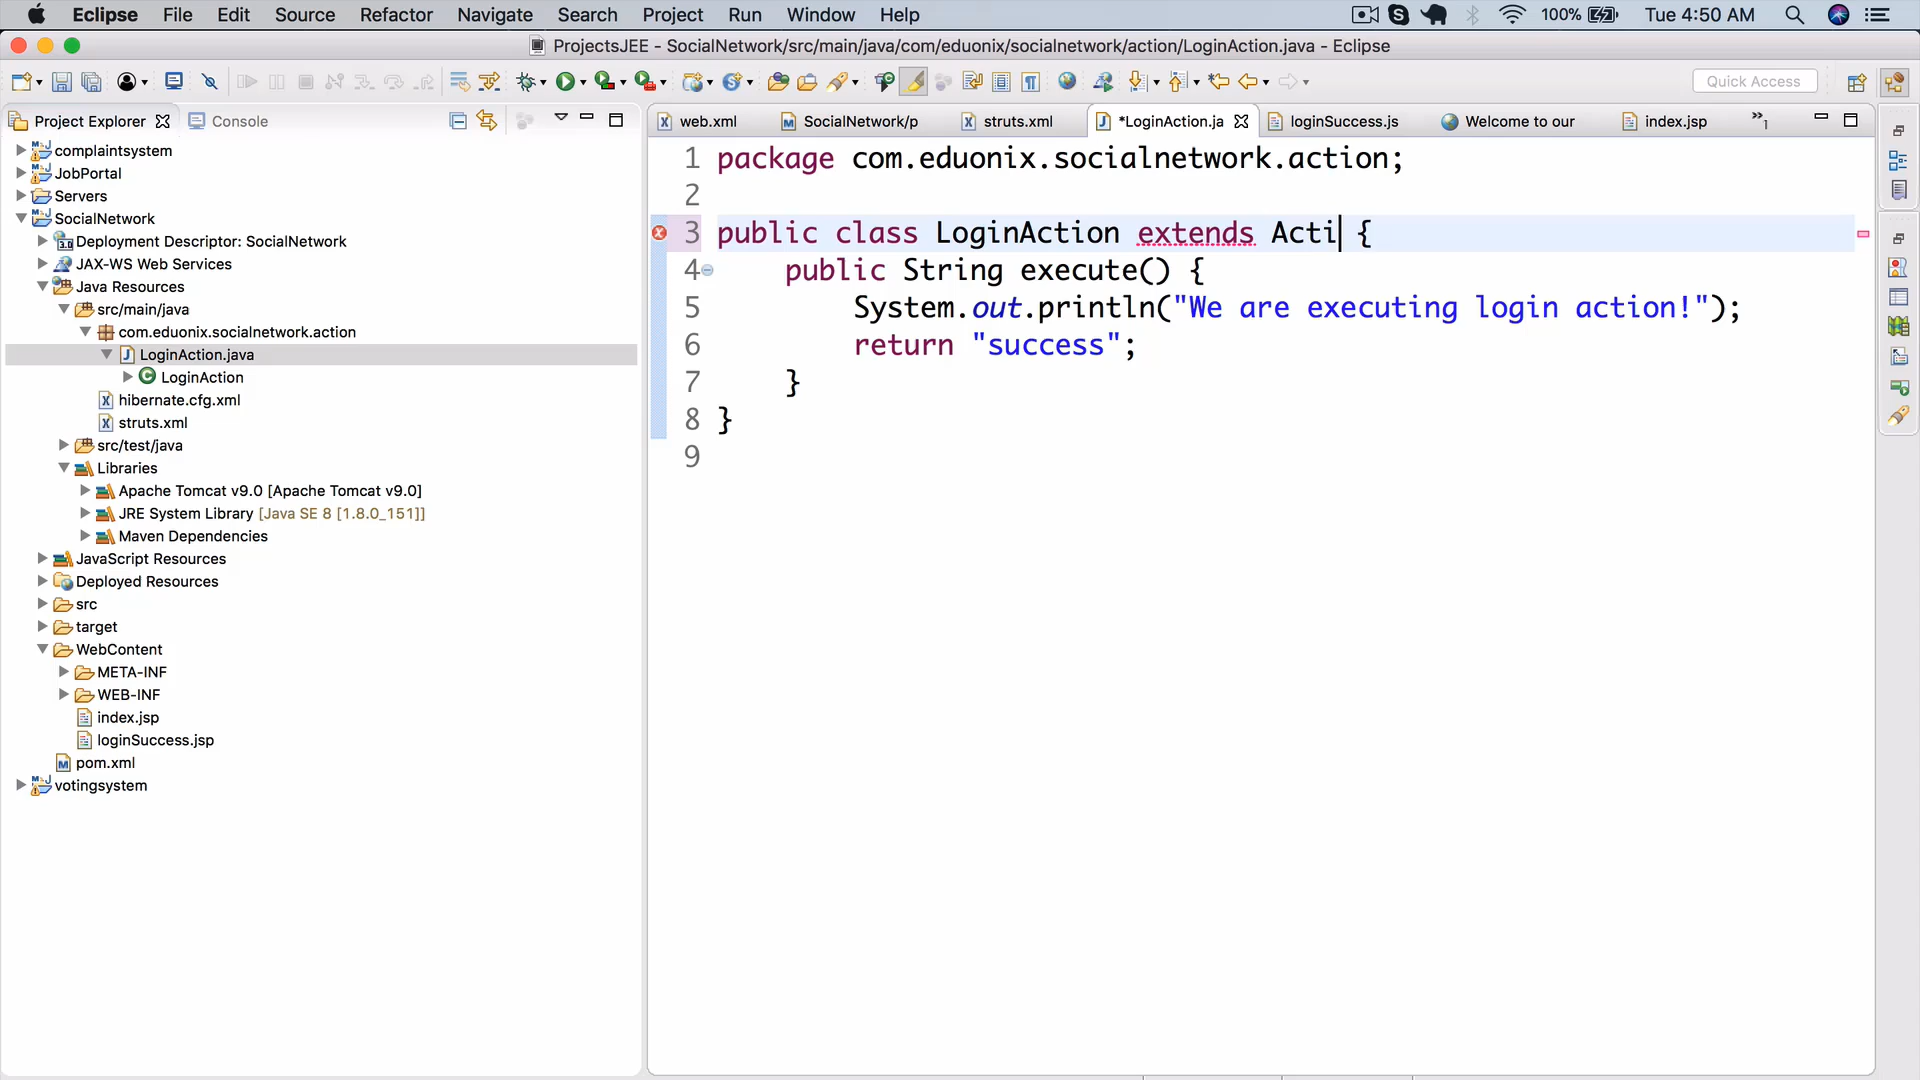 Eclipse File Edit Source Refactor Navigate Search Project Run Window Help 100% Tue 4:50 AM
ProjectsJEE - SocialNetwork/src/main/java/com/eduonix/socialnetwork/action/LoginAction.java - Eclipse
Quick Access
Project Explorer Console
web.xml SocialNetwork/p struts.xml *LoginAction.ja loginSuccess.js Welcome to our index.jsp »1
complaintsystem
JobPortal
Servers
SocialNetwork
Deployment Descriptor: SocialNetwork
JAX-WS Web Services
Java Resources
src/main/java
com.eduonix.socialnetwork.action
LoginAction.java
LoginAction
hibernate.cfg.xml
struts.xml
src/test/java
Libraries
Apache Tomcat v9.0 [Apache Tomcat v9.0]
JRE System Library [Java SE 8 [1.8.0_151]]
Maven Dependencies
JavaScript Resources
Deployed Resources
src
target
WebContent
META-INF
WEB-INF
index.jsp
loginSuccess.jsp
pom.xml
votingsystem
1 package com.eduonix.socialnetwork.action;
2
3 public class LoginAction extends Acti {
4 public String execute() {
5 System.out.println("We are executing login action!");
6 return "success";
7 }
8 }
9